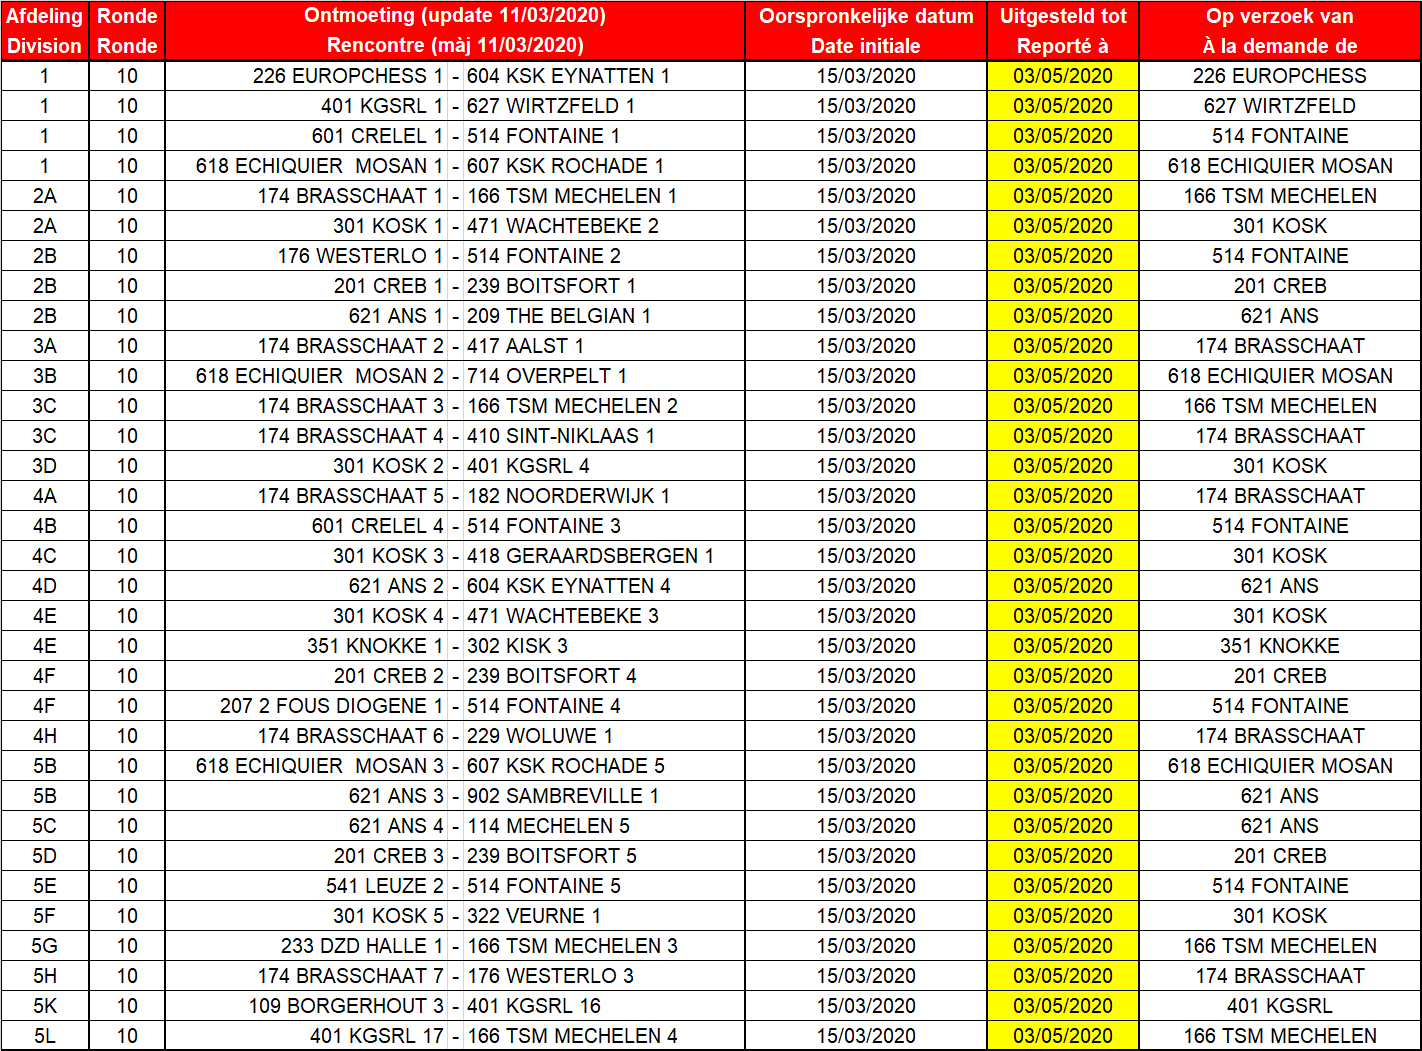 Afdeling Ronde Ontmoeting (update 11/03/2020) Oorspronkelijke datum Uitgesteld tot Op verzoek van
Division Ronde Rencontre (màj 11/03/2020) Date initiale Reporté à À la demande de
1 10 226 EUROPCHESS 1 - 604 KSK EYNATTEN 1 15/03/2020 03/05/2020 226 EUROPCHESS
1 10 401 KGSRL 1 - 627 WIRTZFELD 1 15/03/2020 03/05/2020 627 WIRTZFELD
1 10 601 CRELEL 1 - 514 FONTAINE 1 15/03/2020 03/05/2020 514 FONTAINE
1 10 618 ECHIQUIER  MOSAN 1 - 607 KSK ROCHADE 1 15/03/2020 03/05/2020 618 ECHIQUIER MOSAN
2A 10 174 BRASSCHAAT 1 - 166 TSM MECHELEN 1 15/03/2020 03/05/2020 166 TSM MECHELEN
2A 10 301 KOSK 1 - 471 WACHTEBEKE 2 15/03/2020 03/05/2020 301 KOSK
2B 10 176 WESTERLO 1 - 514 FONTAINE 2 15/03/2020 03/05/2020 514 FONTAINE
2B 10 201 CREB 1 - 239 BOITSFORT 1 15/03/2020 03/05/2020 201 CREB
2B 10 621 ANS 1 - 209 THE BELGIAN 1 15/03/2020 03/05/2020 621 ANS
3A 10 174 BRASSCHAAT 2 - 417 AALST 1 15/03/2020 03/05/2020 174 BRASSCHAAT
3B 10 618 ECHIQUIER  MOSAN 2 - 714 OVERPELT 1 15/03/2020 03/05/2020 618 ECHIQUIER MOSAN
3C 10 174 BRASSCHAAT 3 - 166 TSM MECHELEN 2 15/03/2020 03/05/2020 166 TSM MECHELEN
3C 10 174 BRASSCHAAT 4 - 410 SINT-NIKLAAS 1 15/03/2020 03/05/2020 174 BRASSCHAAT
3D 10 301 KOSK 2 - 401 KGSRL 4 15/03/2020 03/05/2020 301 KOSK
4A 10 174 BRASSCHAAT 5 - 182 NOORDERWIJK 1 15/03/2020 03/05/2020 174 BRASSCHAAT
4B 10 601 CRELEL 4 - 514 FONTAINE 3 15/03/2020 03/05/2020 514 FONTAINE
4C 10 301 KOSK 3 - 418 GERAARDSBERGEN 1 15/03/2020 03/05/2020 301 KOSK
4D 10 621 ANS 2 - 604 KSK EYNATTEN 4 15/03/2020 03/05/2020 621 ANS
4E 10 301 KOSK 4 - 471 WACHTEBEKE 3 15/03/2020 03/05/2020 301 KOSK
4E 10 351 KNOKKE 1 - 302 KISK 3 15/03/2020 03/05/2020 351 KNOKKE
4F 10 201 CREB 2 - 239 BOITSFORT 4 15/03/2020 03/05/2020 201 CREB
4F 10 207 2 FOUS DIOGENE 1 - 514 FONTAINE 4 15/03/2020 03/05/2020 514 FONTAINE
4H 10 174 BRASSCHAAT 6 - 229 WOLUWE 1 15/03/2020 03/05/2020 174 BRASSCHAAT
5B 10 618 ECHIQUIER  MOSAN 3 - 607 KSK ROCHADE 5 15/03/2020 03/05/2020 618 ECHIQUIER MOSAN
5B 10 621 ANS 3 - 902 SAMBREVILLE 1 15/03/2020 03/05/2020 621 ANS
5C 10 621 ANS 4 - 114 MECHELEN 5 15/03/2020 03/05/2020 621 ANS
5D 10 201 CREB 3 - 239 BOITSFORT 5 15/03/2020 03/05/2020 201 CREB
5E 10 541 LEUZE 2 - 514 FONTAINE 5 15/03/2020 03/05/2020 514 FONTAINE
5F 10 301 KOSK 5 - 322 VEURNE 1 15/03/2020 03/05/2020 301 KOSK
5G 10 233 DZD HALLE 1 - 166 TSM MECHELEN 3 15/03/2020 03/05/2020 166 TSM MECHELEN
5H 10 174 BRASSCHAAT 7 - 176 WESTERLO 3 15/03/2020 03/05/2020 174 BRASSCHAAT
5K 10 109 BORGERHOUT 3 - 401 KGSRL 16 15/03/2020 03/05/2020 401 KGSRL
5L 10 401 KGSRL 17 - 166 TSM MECHELEN 4 15/03/2020 03/05/2020 166 TSM MECHELEN